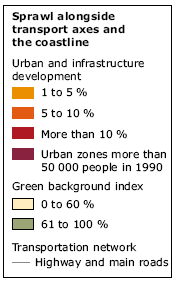 Sprawl alongside
transport axes and
the coastline
Urban and infrastructure
development
1 to 5 %
5 to 10 %
More than 10 %
Urban zones more than
50 000 people in 1990
Green background index
0 to 60 %
61 to 100 %
Transportation network
Highway and main roads